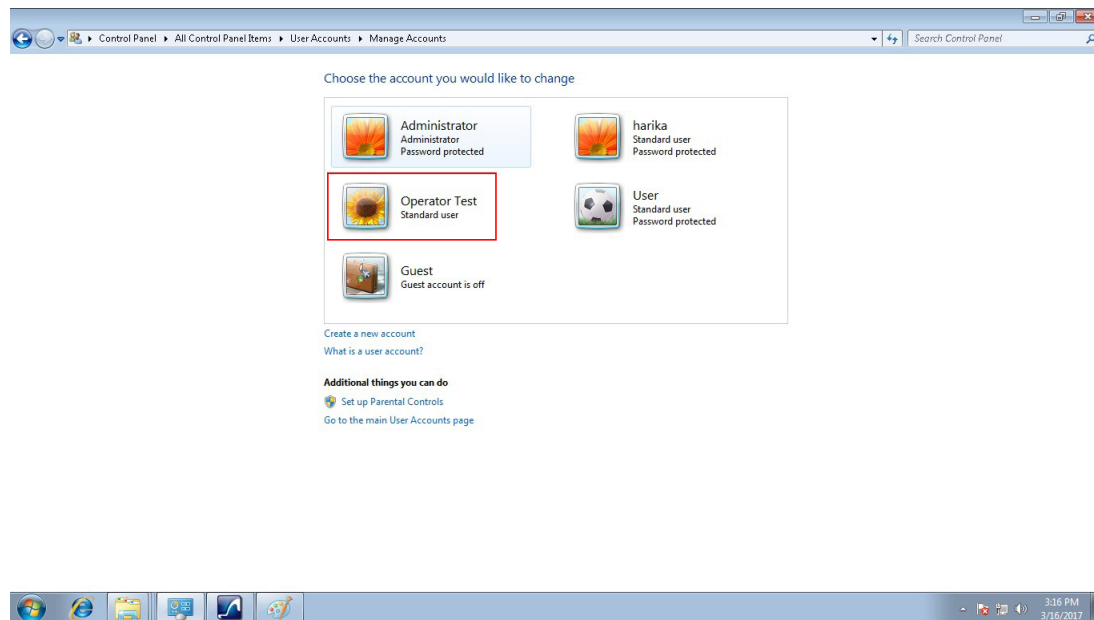 Control Panel ▸ All Control Panel Items ▸ User Accounts ▸ Manage Accounts
Search Control Panel
Choose the account you would like to change
Administrator
Administrator
Password protected
harika
Standard user
Password protected
Operator Test
Standard user
User
Standard user
Password protected
Guest
Guest account is off
Create a new account
What is a user account?
Additional things you can do
Set up Parental Controls
Go to the main User Accounts page
3:16 PM
3/16/2017